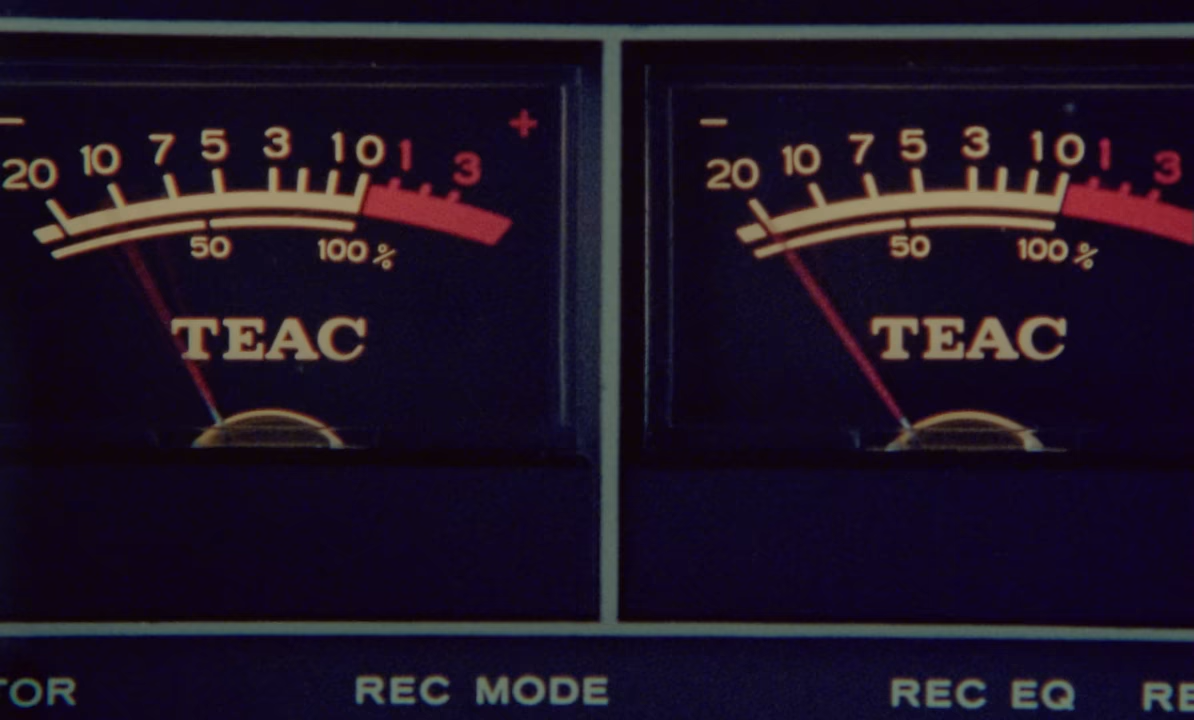 − +
20 10 7 5 3 1 0 1 3
50 100 %
TEAC
−
20 10 7 5 3 1 0 1 3
50 100 %
TEAC
TOR REC MODE REC EQ RE